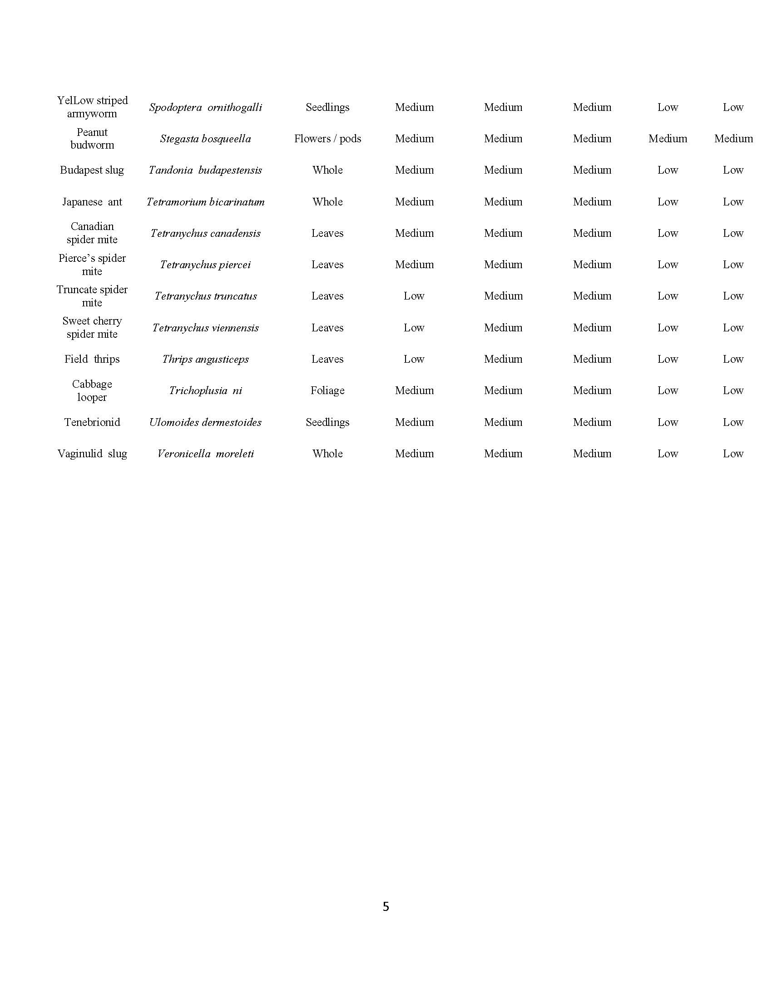 YelLow striped armyworm Spodoptera ornithogalli Seedlings Medium Medium Medium Low Low
Peanut budworm Stegasta bosqueella Flowers / pods Medium Medium Medium Medium Medium
Budapest slug Tandonia budapestensis Whole Medium Medium Medium Low Low
Japanese ant Tetramorium bicarinatum Whole Medium Medium Medium Low Low
Canadian spider mite Tetranychus canadensis Leaves Medium Medium Medium Low Low
Pierce’s spider mite Tetranychus piercei Leaves Medium Medium Medium Low Low
Truncate spider mite Tetranychus truncatus Leaves Low Medium Medium Low Low
Sweet cherry spider mite Tetranychus viennensis Leaves Low Medium Medium Low Low
Field thrips Thrips angusticeps Leaves Low Medium Medium Low Low
Cabbage looper Trichoplusia ni Foliage Medium Medium Medium Low Low
Tenebrionid Ulomoides dermestoides Seedlings Medium Medium Medium Low Low
Vaginulid slug Veronicella moreleti Whole Medium Medium Medium Low Low
5